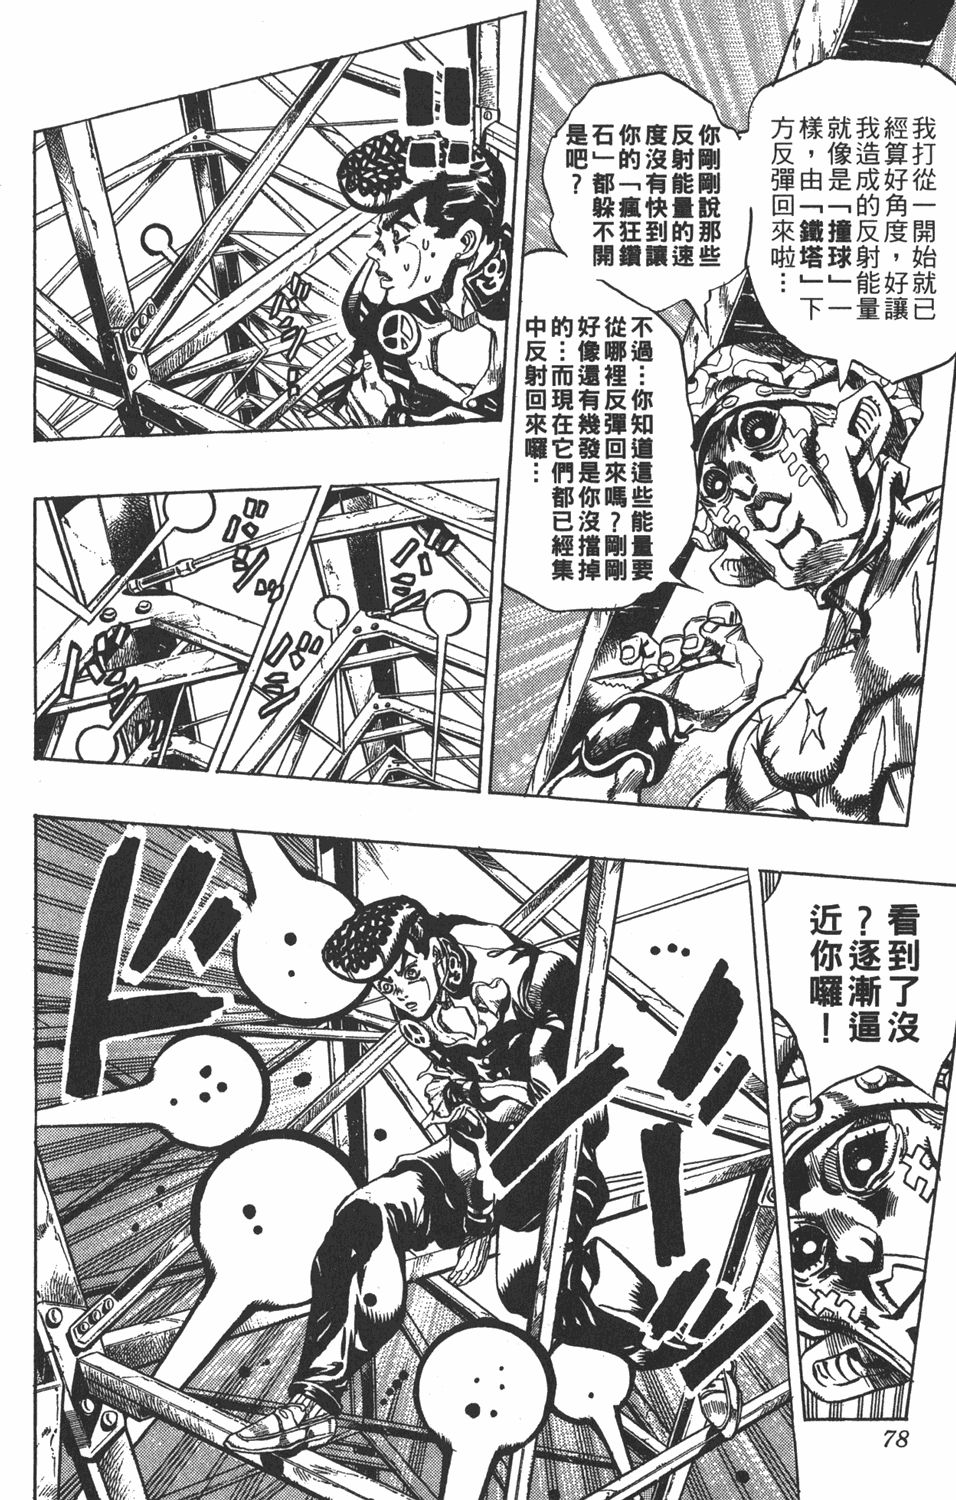 我打從一開始就已
經算好角度，好讓
我造成的反射能量
就像是「撞球」一
樣，由「鐵塔」下
方反彈回來啦…
你剛剛說那些
反射能量的速
度沒有快到讓
你的「瘋狂鑽
石」都躲不開
是吧？
不過…你知道這些能量要
從哪裡反彈回來嗎？剛剛
好像還有幾發是你沒擋掉
的…而現在它們都已經集
中反射回來囉…
看到了沒
？逐漸逼
近你囉！
ドドド
78